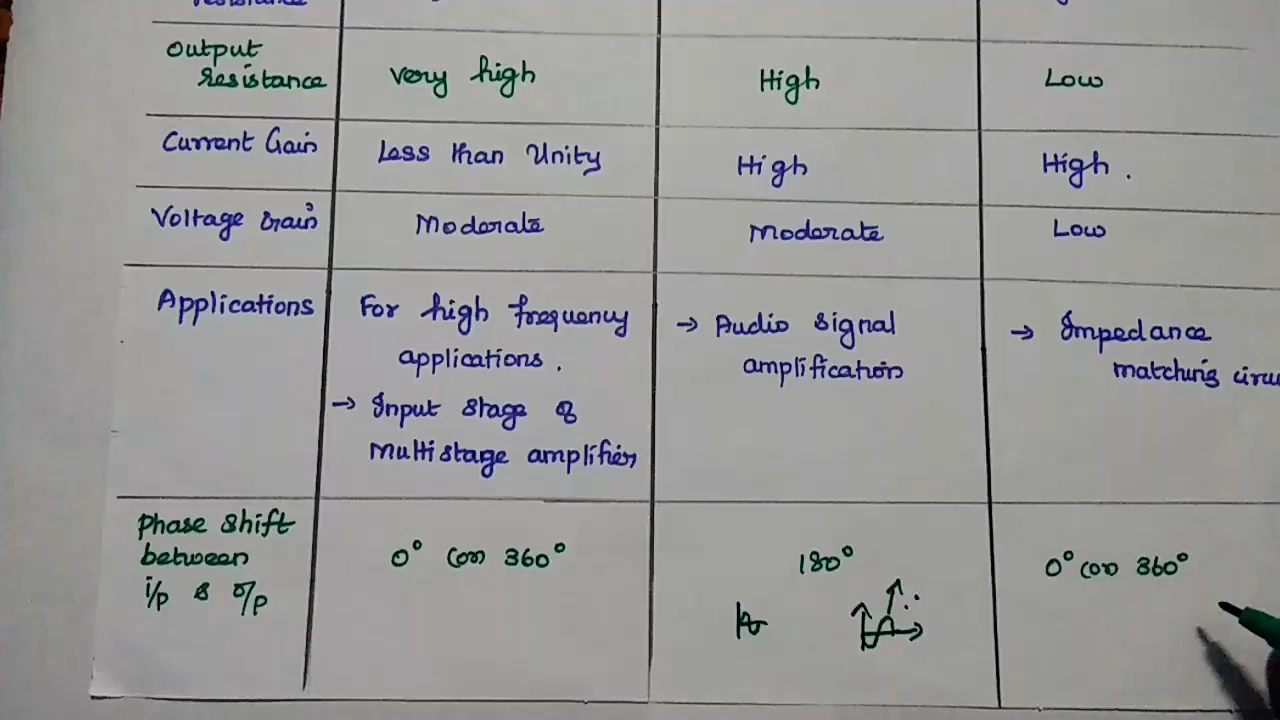 Output
resistance
very high
High
Low
Current Gain
Less than Unity
High
High.
Voltage Gain
Moderate
Moderate
Low
Applications
For high frequency
applications.
→ Input stage of
multistage amplifier
→ Audio signal
amplification
→ Impedance
matching
Phase shift
between
i/p & o/p
0° (or) 360°
180°
0° (or) 360°